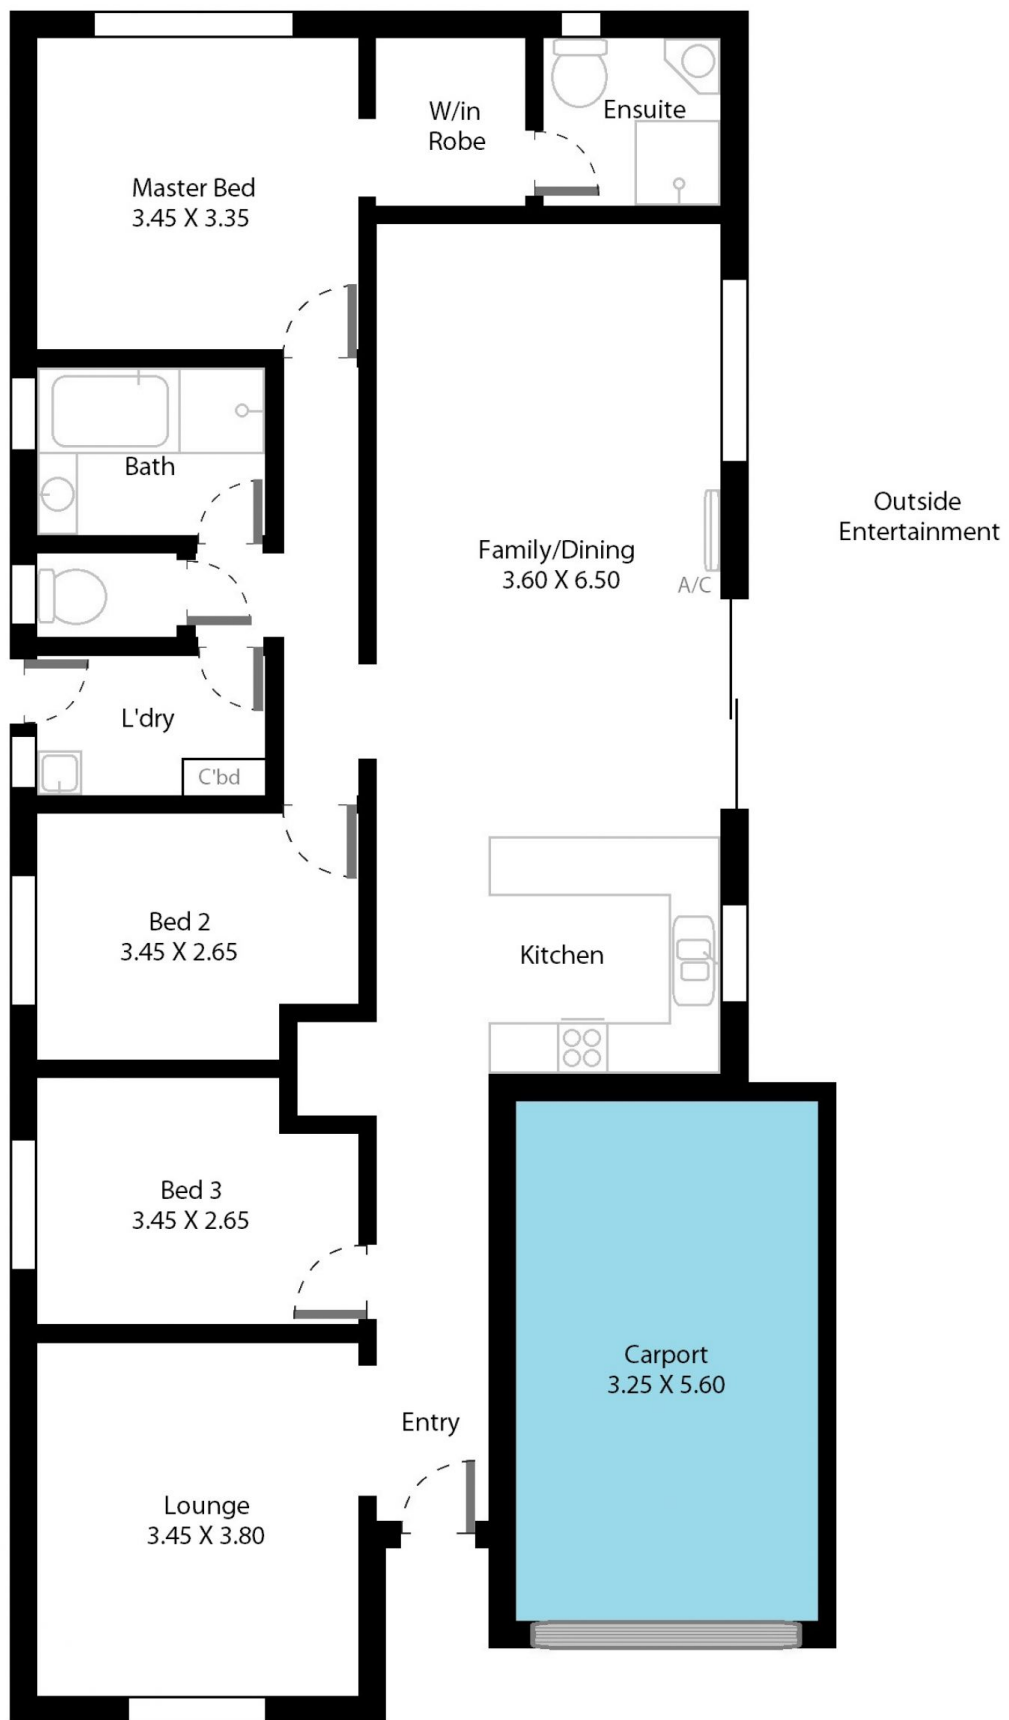 W/in
Robe
Ensuite
Master Bed
3.45 X 3.35
Bath
Outside
Entertainment
Family/Dining
3.60 X 6.50
A/C
L'dry
C'bd
Bed 2
3.45 X 2.65
Kitchen
Bed 3
3.45 X 2.65
Carport
3.25 X 5.60
Entry
Lounge
3.45 X 3.80